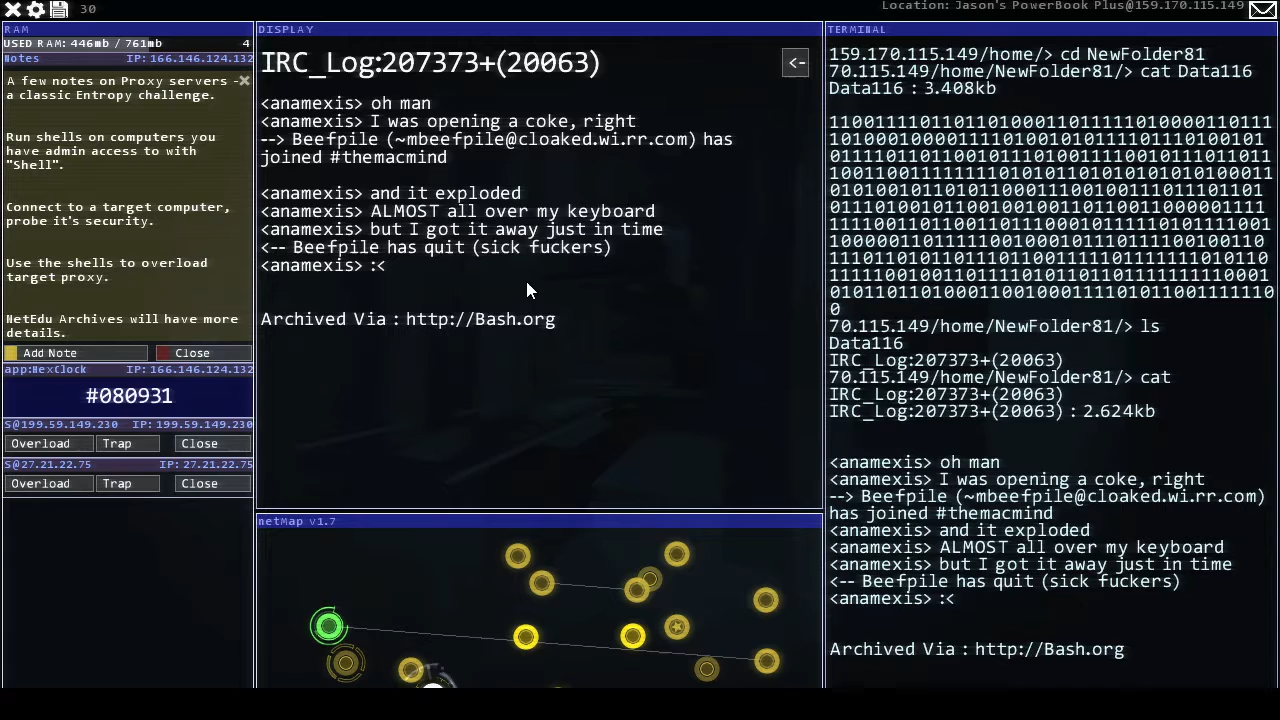 30
Location: Jason's PowerBook Plus@159.170.115.149
RAM
USED RAM: 446mb / 761mb 4
Notes IP: 166.146.124.132
A few notes on Proxy servers -
a classic Entropy challenge.
Run shells on computers you
have admin access to with
"Shell".
Connect to a target computer,
probe it's security.
Use the shells to overload
target proxy.
NetEdu Archives will have more
details.
Add Note Close
app:HexClock IP: 166.146.124.132
#080931
S@199.59.149.230 IP: 199.59.149.230
Overload Trap Close
S@27.21.22.75 IP: 27.21.22.75
Overload Trap Close
DISPLAY
IRC_Log:207373+(20063) <-
<anamexis> oh man
<anamexis> I was opening a coke, right
--> Beefpile (~mbeefpile@cloaked.wi.rr.com) has
joined #themacmind
<anamexis> and it exploded
<anamexis> ALMOST all over my keyboard
<anamexis> but I got it away just in time
<-- Beefpile has quit (sick fuckers)
<anamexis> :<
Archived Via : http://Bash.org
netMap v1.7
TERMINAL
159.170.115.149/home/> cd NewFolder81
70.115.149/home/NewFolder81/> cat Data116
Data116 : 3.408kb
0
70.115.149/home/NewFolder81/> ls
Data116
IRC_Log:207373+(20063)
70.115.149/home/NewFolder81/> cat
IRC_Log:207373+(20063)
IRC_Log:207373+(20063) : 2.624kb
<anamexis> oh man
<anamexis> I was opening a coke, right
--> Beefpile (~mbeefpile@cloaked.wi.rr.com)
has joined #themacmind
<anamexis> and it exploded
<anamexis> ALMOST all over my keyboard
<anamexis> but I got it away just in time
<-- Beefpile has quit (sick fuckers)
<anamexis> :<
Archived Via : http://Bash.org